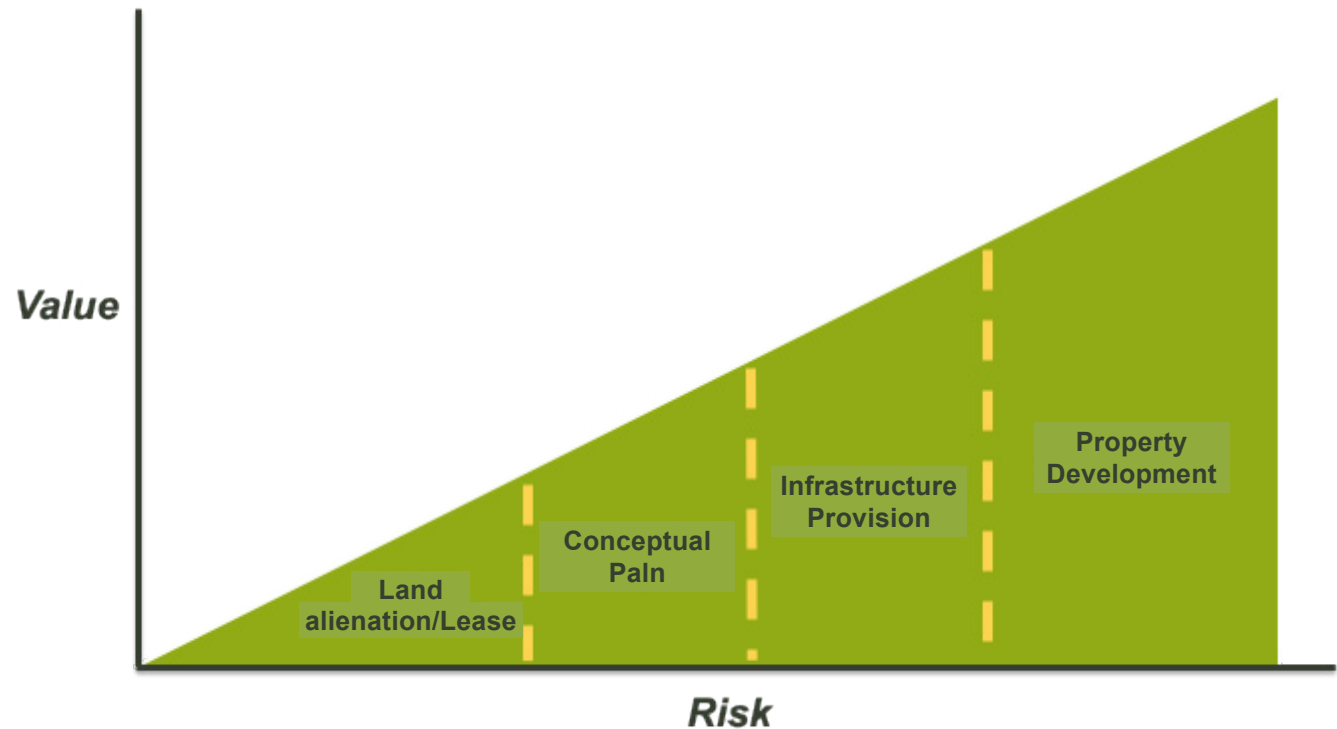 Value
Property
Development
Infrastructure
Provision
Conceptual
Paln
Land
alienation/Lease
Risk